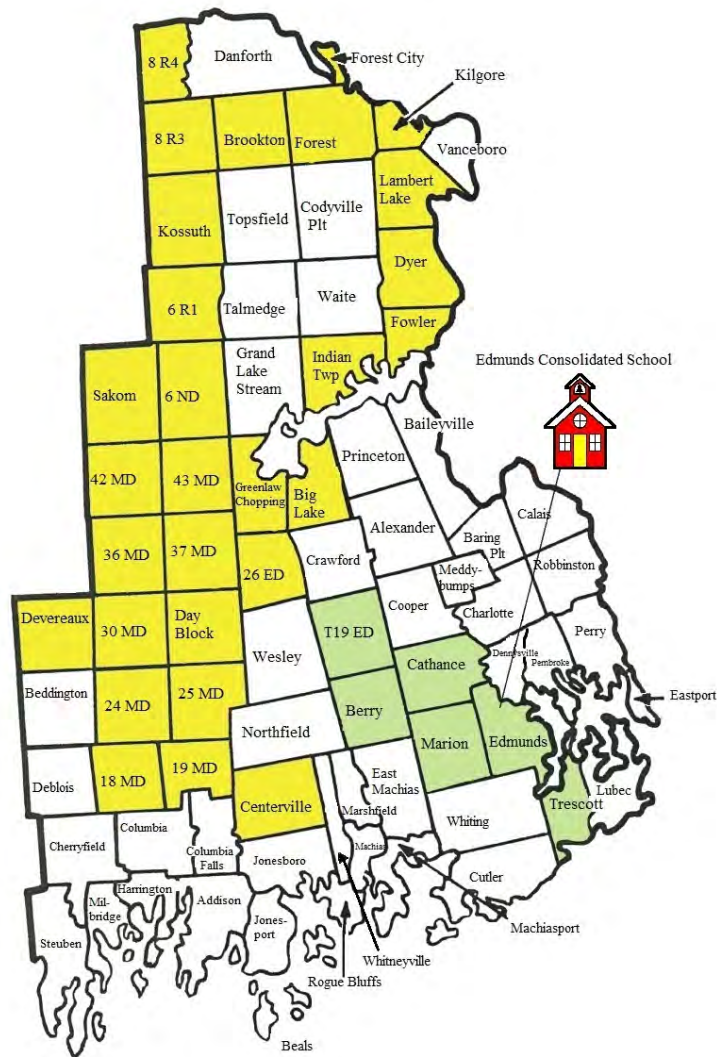 8 R4
Danforth
Forest City
Kilgore
8 R3
Brookton
Forest
Vanceboro
Lambert
Lake
Kossuth
Topsfield
Codyville
Plt
Dyer
6 R1
Talmedge
Waite
Fowler
Grand
Lake
Stream
Indian
Twp
Edmunds Consolidated School
Sakom
6 ND
Baileyville
Princeton
42 MD
43 MD
Greenlaw
Chopping
Big
Lake
Calais
Alexander
Baring
Plt
36 MD
37 MD
26 ED
Crawford
Meddy-
bumps
Robbinston
Cooper
Charlotte
Devereaux
30 MD
Day
Block
T19 ED
Wesley
Dennysville
Pembroke
Perry
Cathance
Beddington
24 MD
25 MD
Berry
Eastport
Northfield
Marion
Edmunds
Deblois
18 MD
19 MD
East
Machias
Centerville
Marshfield
Trescott
Lubec
Whiting
Columbia
Cherryfield
Columbia
Falls
Jonesboro
Machias
Cutler
Harrington
Mil-
bridge
Addison
Jones-
port
Machiasport
Steuben
Whitneyville
Rogue Bluffs
Beals